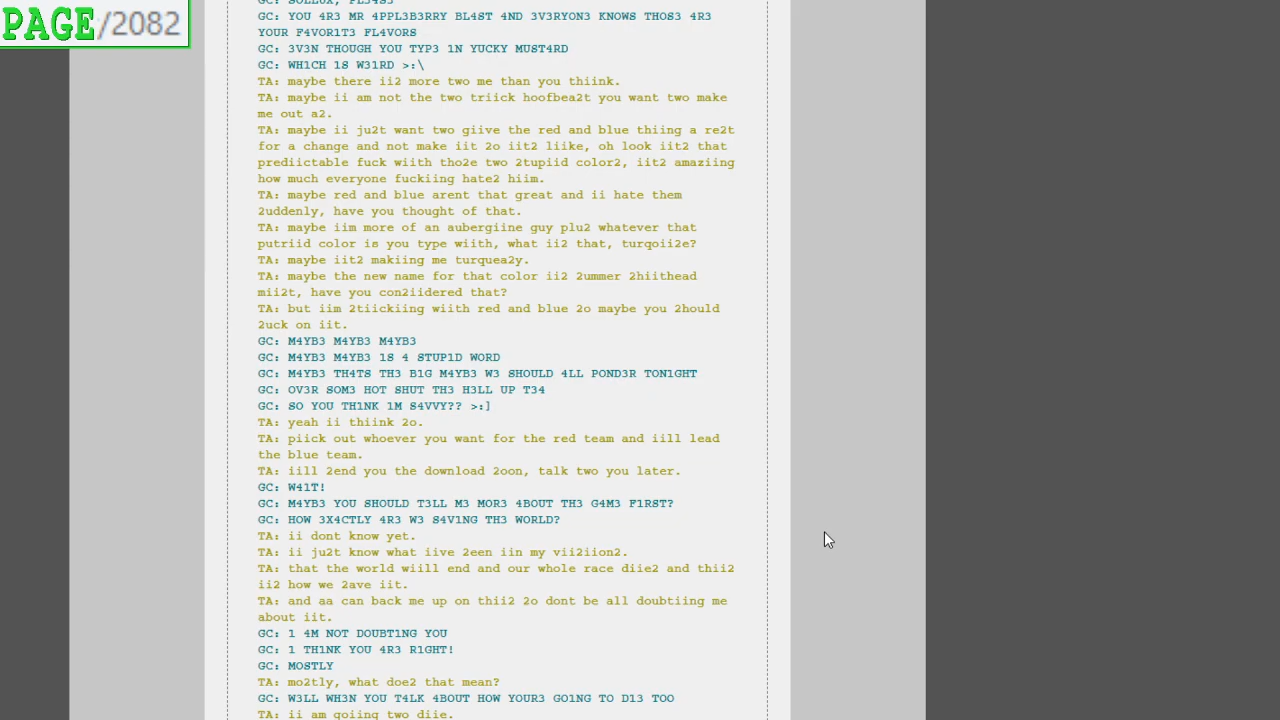 PAGE/2082
GC: SOLLUX, PL34S3
GC: YOU 4R3 MR 4PPL3B3RRY BL4ST 4ND 3V3RYON3 KNOWS THOS3 4R3
YOUR F4VOR1T3 FL4VORS
GC: 3V3N THOUGH YOU TYP3 1N YUCKY MUST4RD
GC: WH1CH 1S W31RD >:\
TA: maybe there ii2 more two me than you thiink.
TA: maybe ii am not the two triick hoofbea2t you want two make
me out a2.
TA: maybe ii ju2t want two giive the red and blue thiing a re2t
for a change and not make iit 2o iit2 liike, oh look iit2 that
prediictable fuck wiith tho2e two 2tupiid color2, iit2 amaziing
how much everyone fuckiing hate2 hiim.
TA: maybe red and blue arent that great and ii hate them
2uddenly, have you thought of that.
TA: maybe iim more of an aubergiine guy plu2 whatever that
putriid color is you type wiith, what ii2 that, turqoii2e?
TA: maybe iit2 makiing me turquea2y.
TA: maybe the new name for that color ii2 2ummer 2hiithead
mii2t, have you con2iidered that?
TA: but iim 2tiickiing wiith red and blue 2o maybe you 2hould
2uck on iit.
GC: M4YB3 M4YB3 M4YB3
GC: M4YB3 M4YB3 1S 4 STUP1D WORD
GC: M4YB3 TH4TS TH3 B1G M4YB3 W3 SHOULD 4LL POND3R TON1GHT
GC: OV3R SOM3 HOT SHUT TH3 H3LL UP T34
GC: SO YOU TH1NK 1M S4VVY?? >:]
TA: yeah ii thiink 2o.
TA: piick out whoever you want for the red team and iill lead
the blue team.
TA: iill 2end you the download 2oon, talk two you later.
GC: W41T!
GC: M4YB3 YOU SHOULD T3LL M3 MOR3 4BOUT TH3 G4M3 F1RST?
GC: HOW 3X4CTLY 4R3 W3 S4V1NG TH3 WORLD?
TA: ii dont know yet.
TA: ii ju2t know what iive 2een iin my vii2iion2.
TA: that the world wiill end and our whole race diie2 and thii2
ii2 how we 2ave iit.
TA: and aa can back me up on thii2 2o dont be all doubtiing me
about iit.
GC: 1 4M NOT DOUBT1NG YOU
GC: 1 TH1NK YOU 4R3 R1GHT!
GC: MOSTLY
TA: mo2tly, what doe2 that mean?
GC: W3LL WH3N YOU T4LK 4BOUT HOW YOUR3 GO1NG TO D13 TOO
TA: ii am goiing two diie.